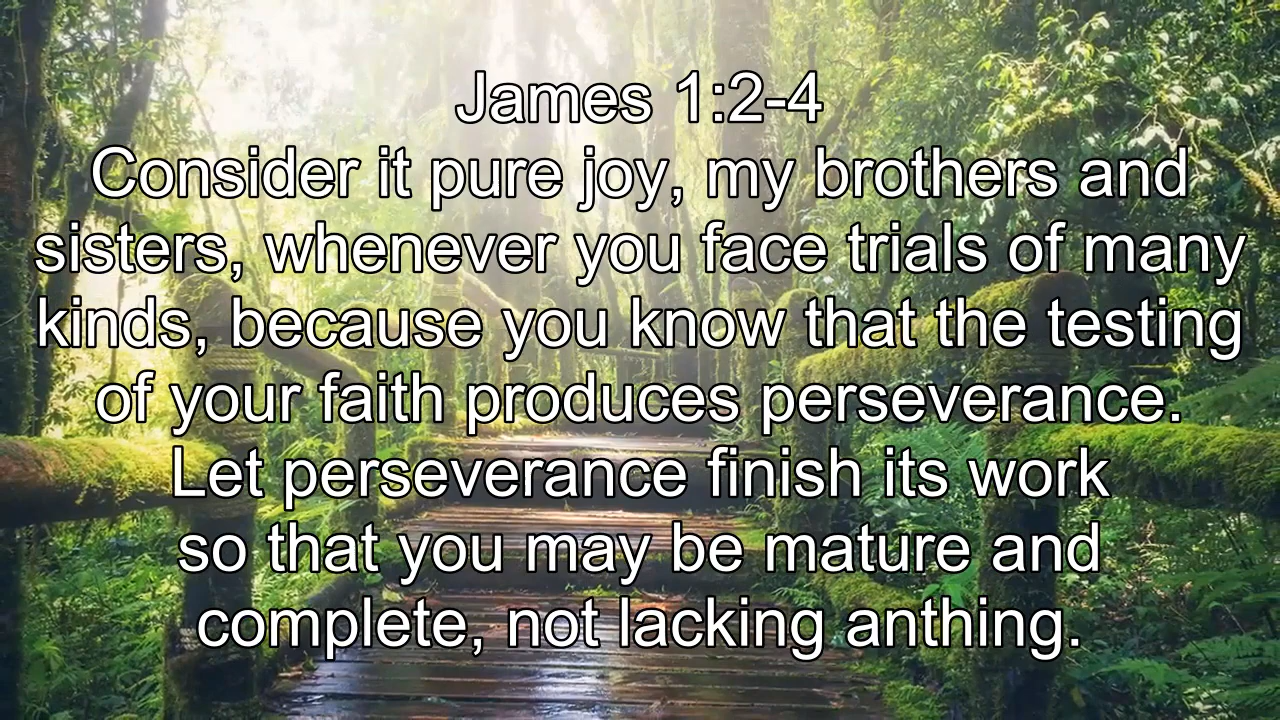 James 1:2-4
Consider it pure joy, my brothers and
sisters, whenever you face trials of many
kinds, because you know that the testing
of your faith produces perseverance.
Let perseverance finish its work
so that you may be mature and
complete, not lacking anthing.